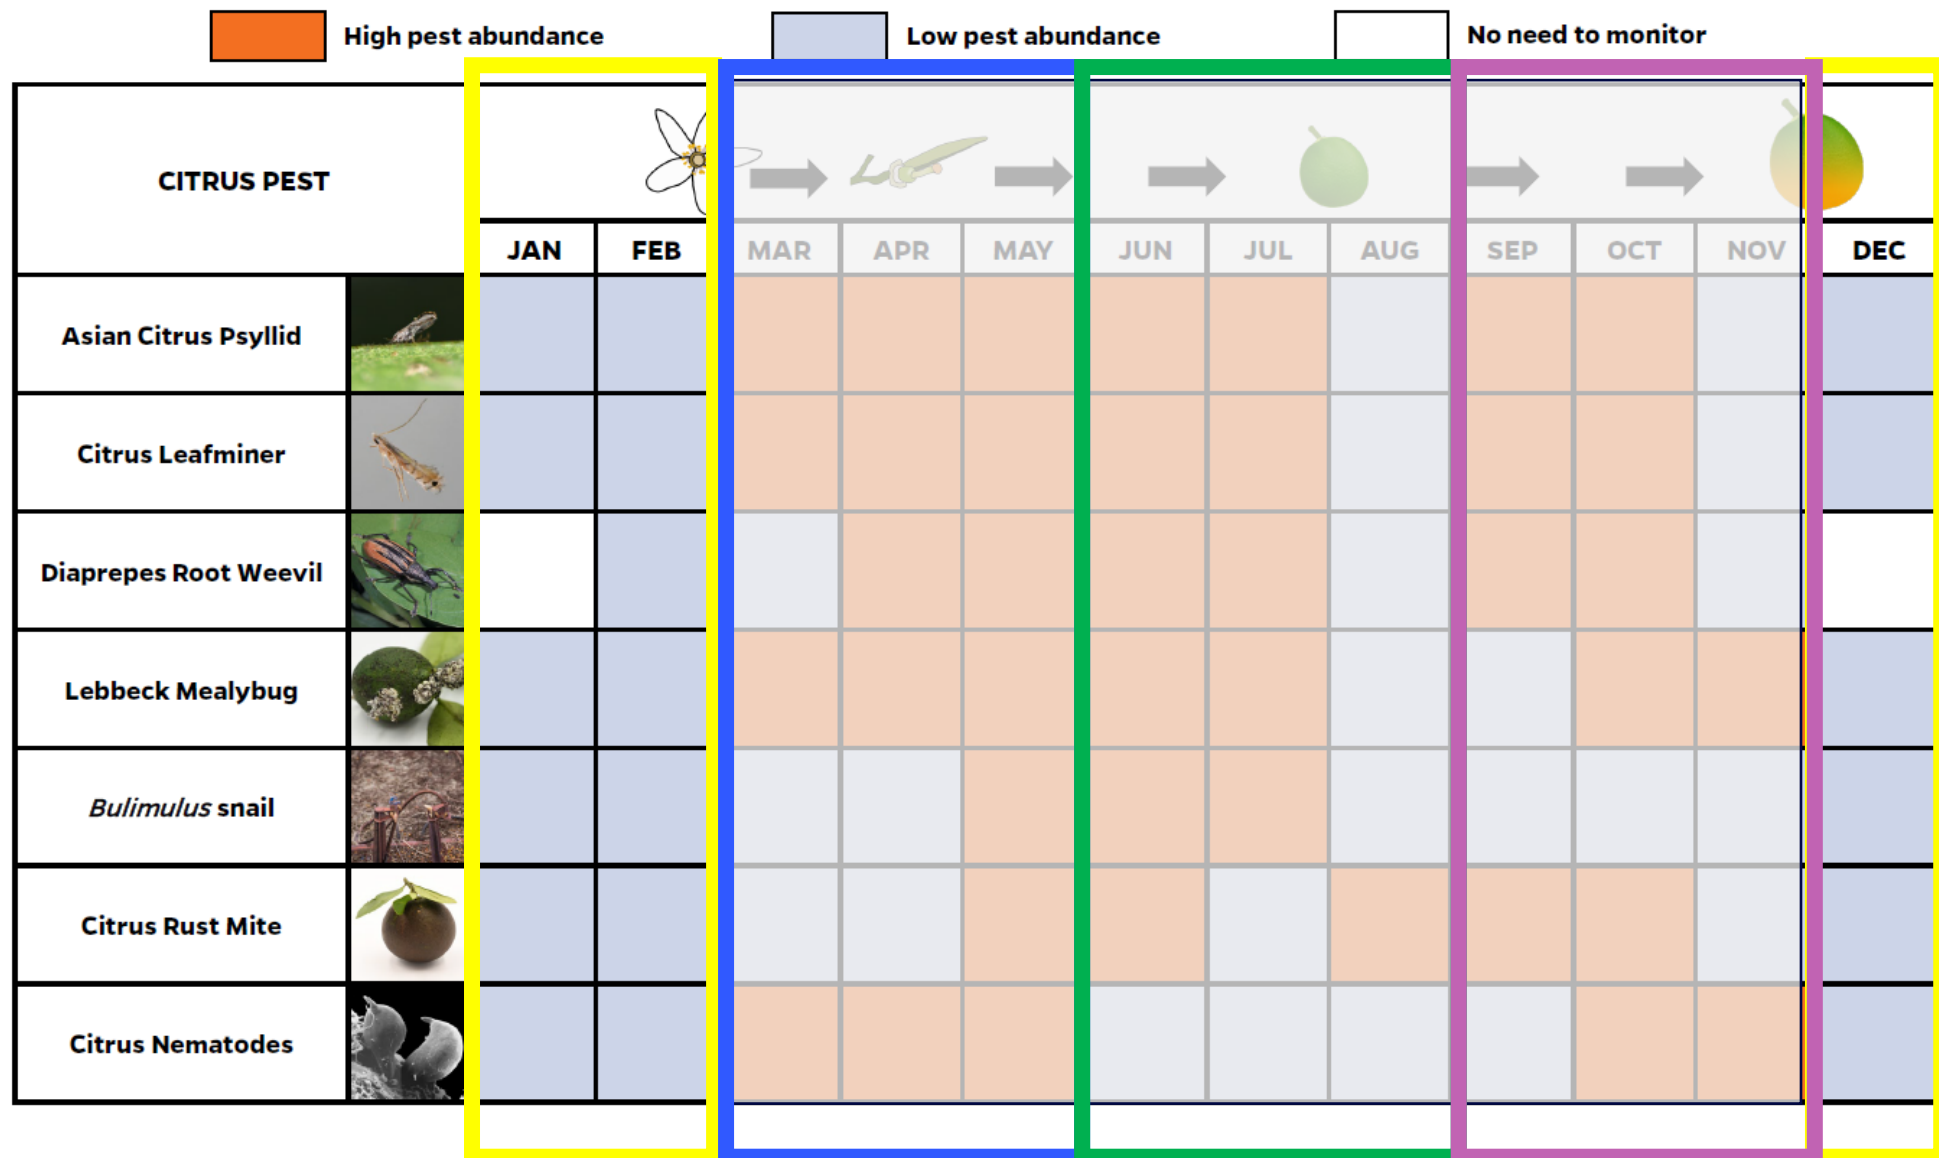 High pest abundance
Low pest abundance
No need to monitor
CITRUS PEST
JAN FEB MAR APR MAY JUN JUL AUG SEP OCT NOV DEC
Asian Citrus Psyllid
Citrus Leafminer
Diaprepes Root Weevil
Lebbeck Mealybug
Bulimulus snail
Citrus Rust Mite
Citrus Nematodes